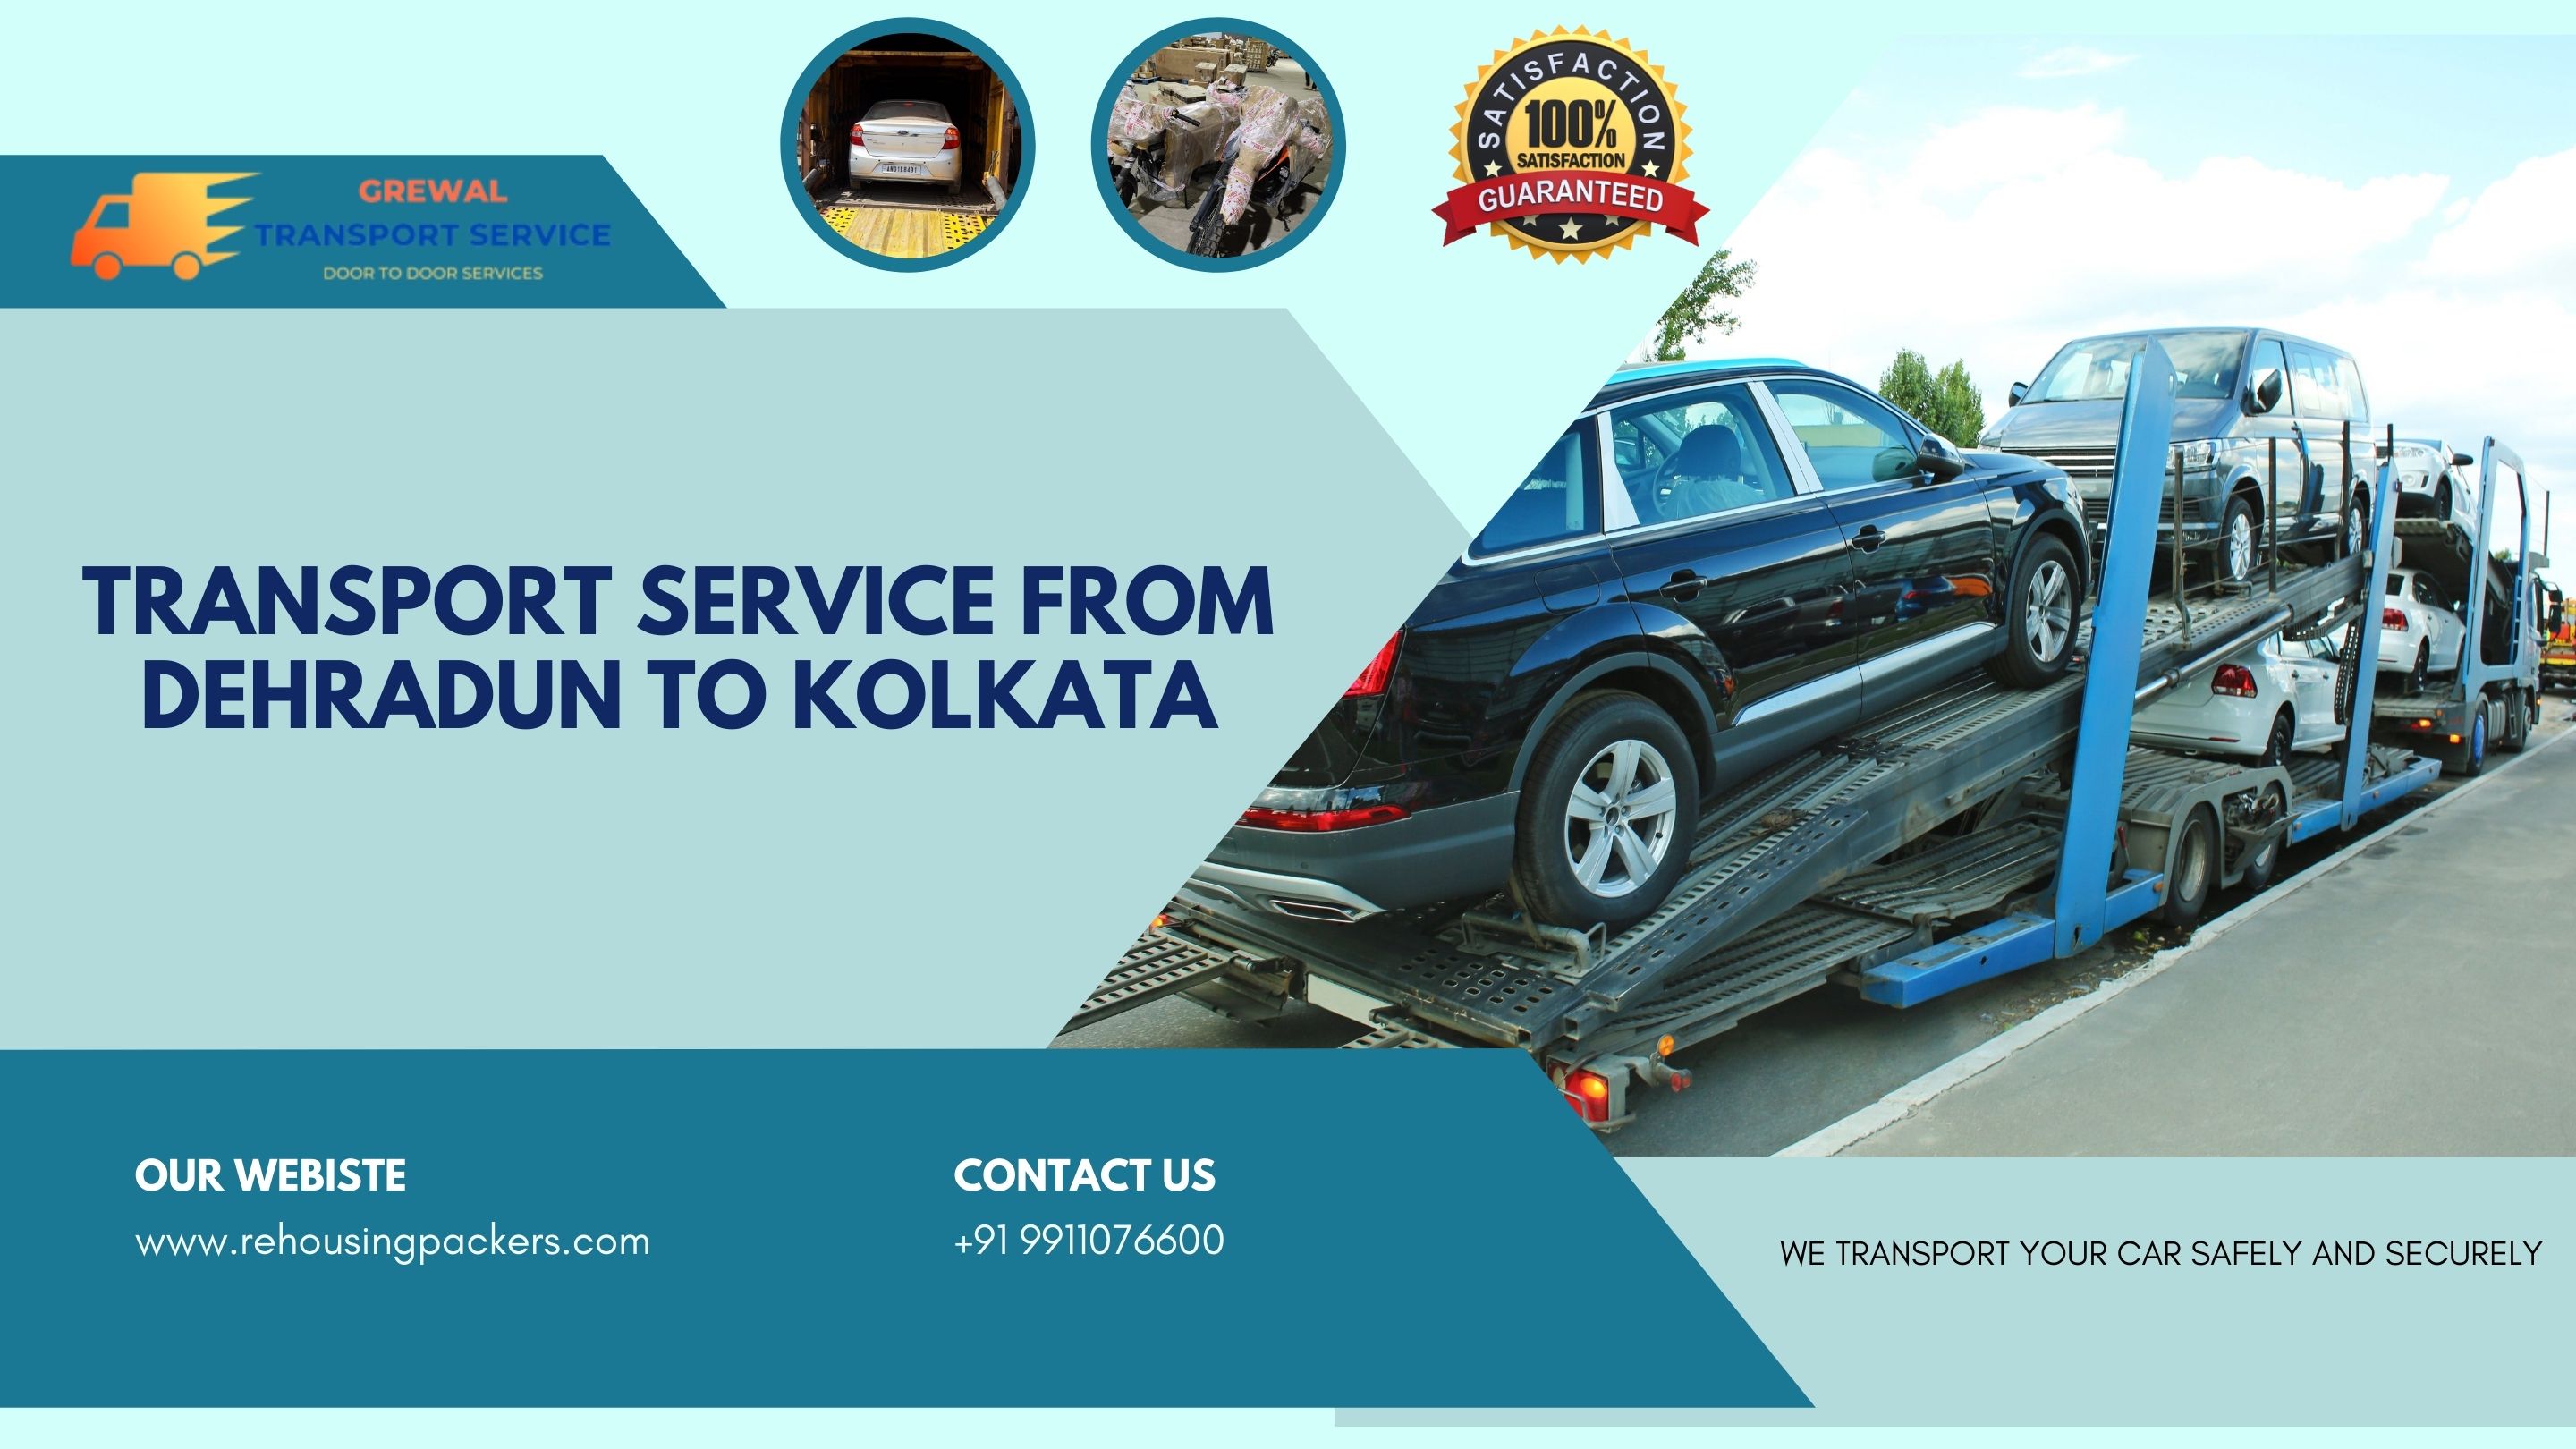 GREWAL
TRANSPORT SERVICE
DOOR TO DOOR SERVICES
SATISFACTION
100%
SATISFACTION
GUARANTEED
TRANSPORT SERVICE FROM
DEHRADUN TO KOLKATA
OUR WEBISTE
www.rehousingpackers.com
CONTACT US
+91 9911076600
WE TRANSPORT YOUR CAR SAFELY AND SECURELY